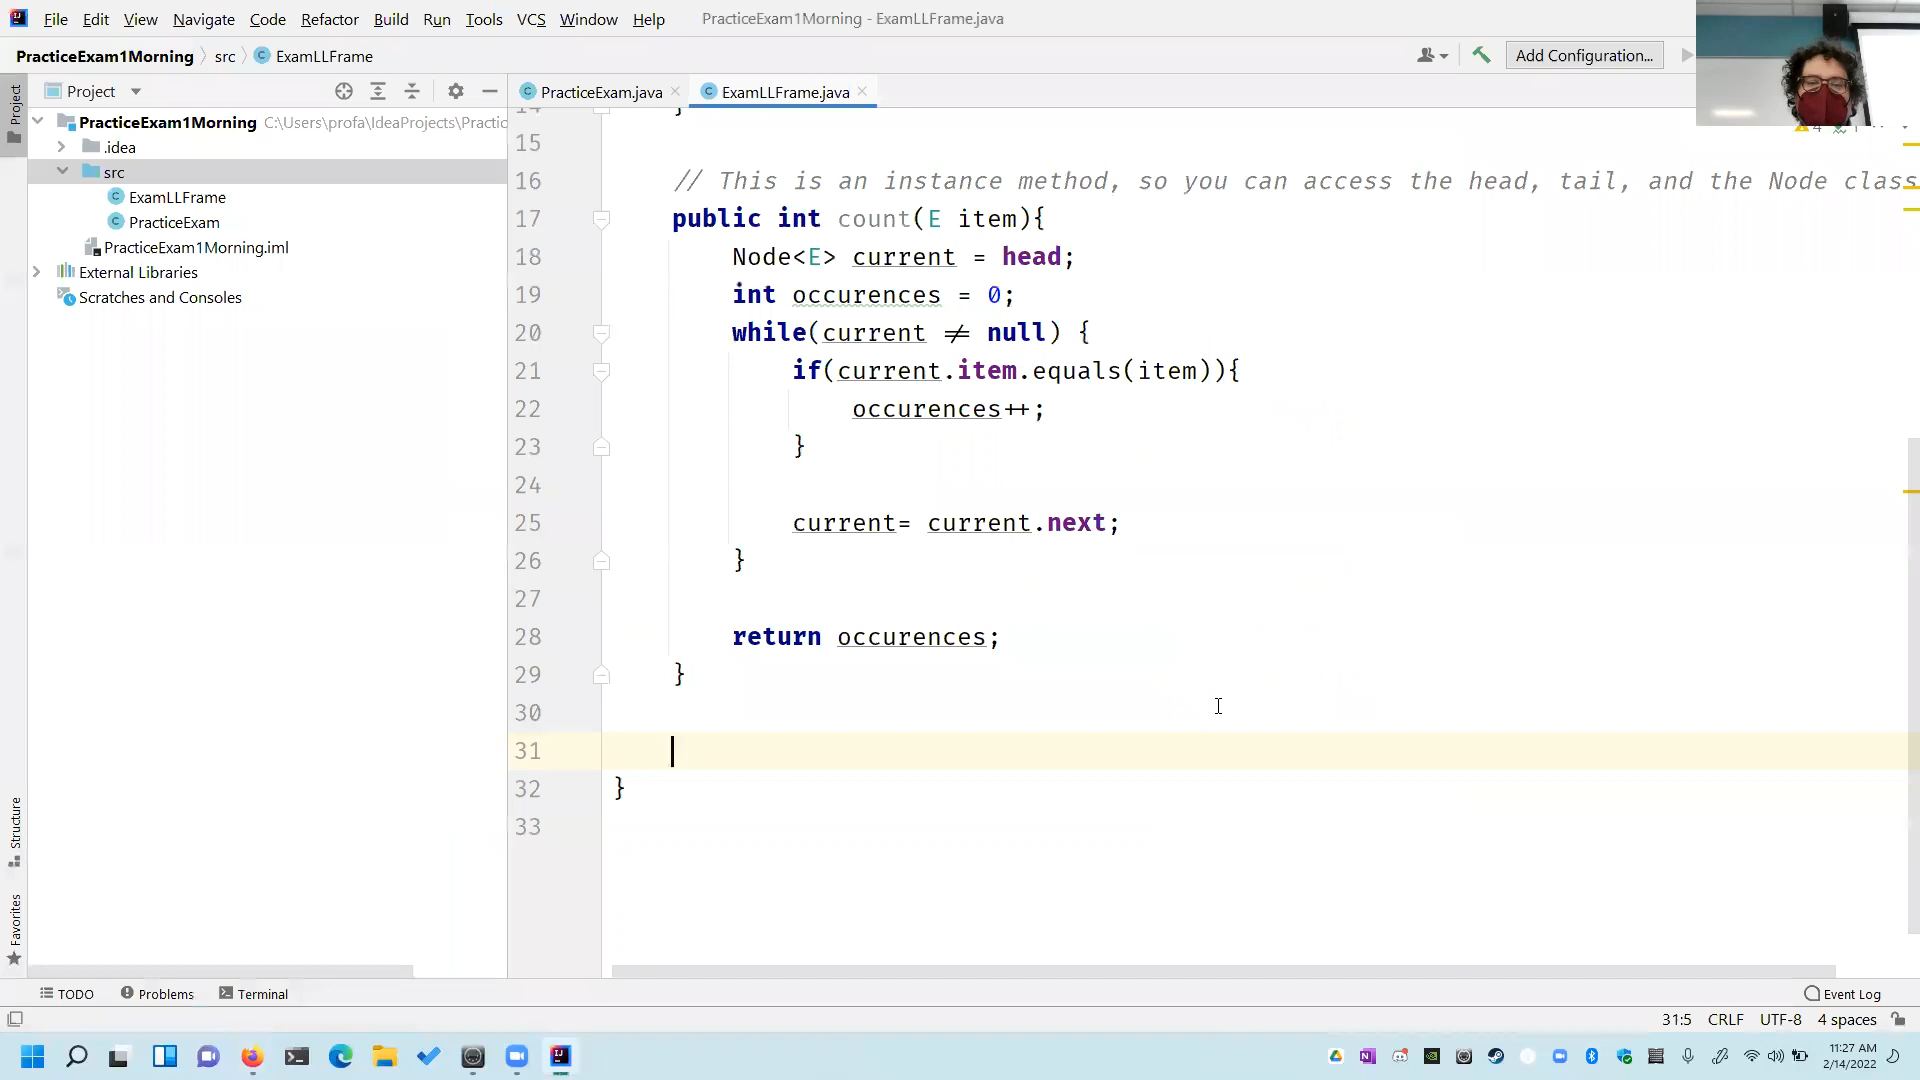 File Edit View Navigate Code Refactor Build Run Tools VCS Window Help PracticeExam1Morning - ExamLLFrame.java
PracticeExam1Morning src ExamLLFrame Add Configuration...
Project PracticeExam.java ExamLLFrame.java
Project
PracticeExam1Morning C:\Users\profa\IdeaProjects\Practic
.idea
src
ExamLLFrame
PracticeExam
PracticeExam1Morning.iml
External Libraries
Scratches and Consoles
14 }
15
16 // This is an instance method, so you can access the head, tail, and the Node class
17 public int count(E item){
18 Node<E> current = head;
19 int occurences = 0;
20 while(current ≠ null) {
21 if(current.item.equals(item)){
22 occurences++;
23 }
24
25 current= current.next;
26 }
27
28 return occurences;
29 }
30
31
32 }
33
Structure
Favorites
TODO Problems Terminal Event Log
31:5 CRLF UTF-8 4 spaces
11:27 AM
2/14/2022